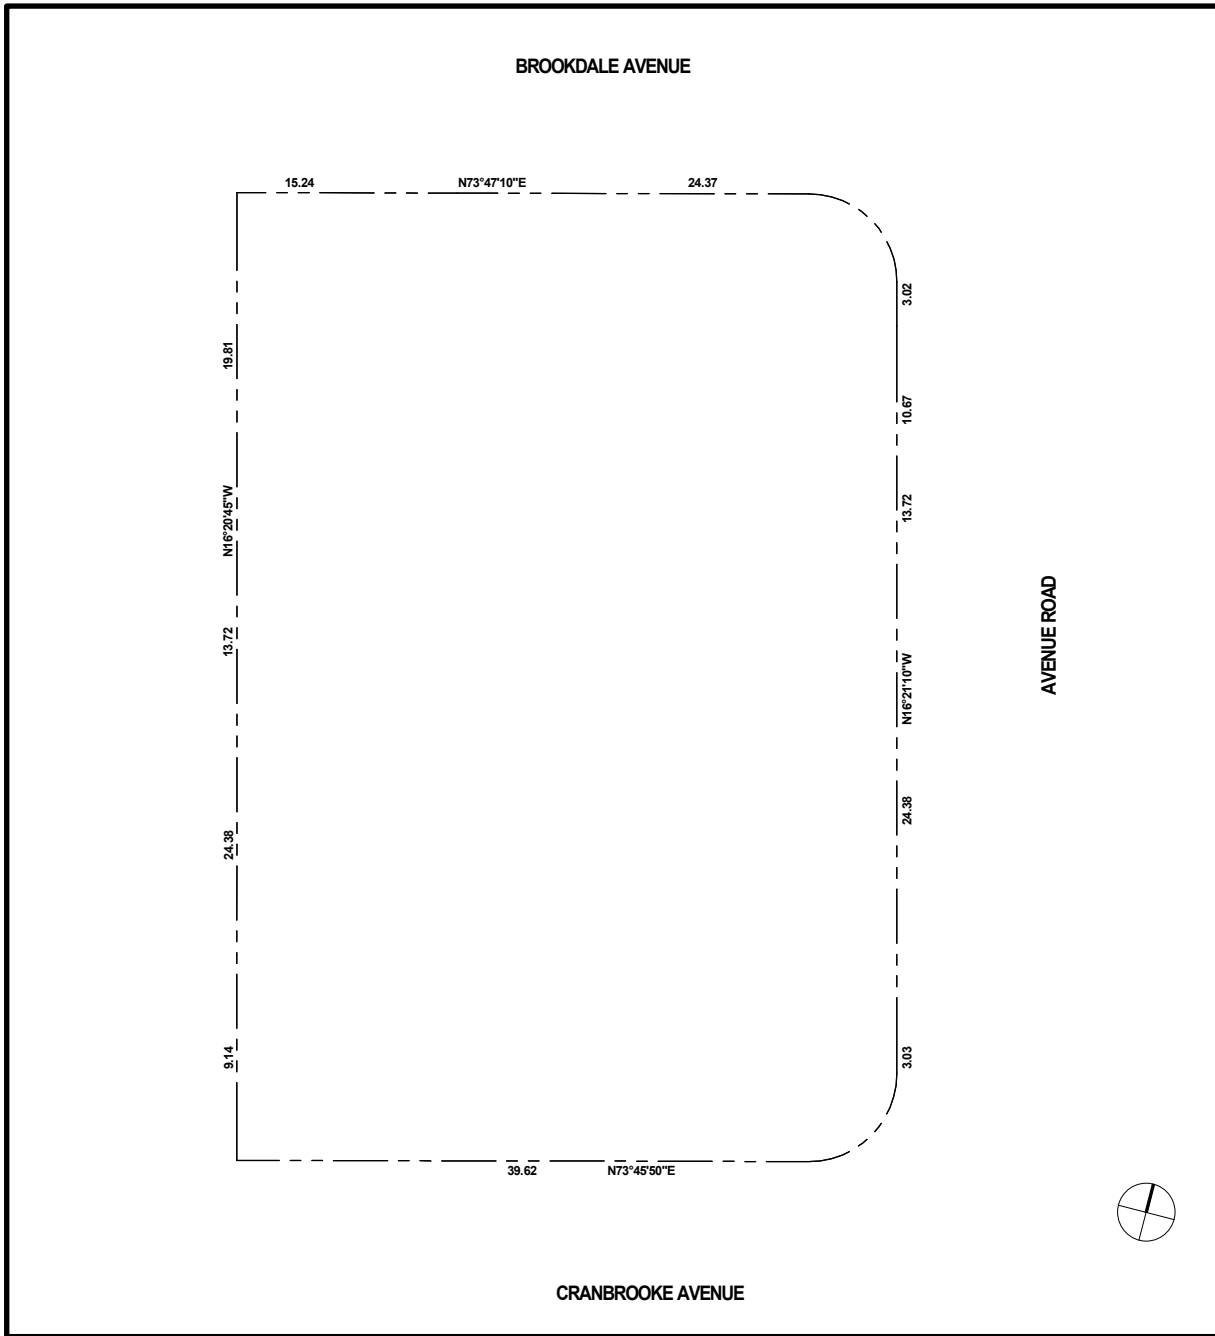 BROOKDALE AVENUE
15.24
N73°47'10"E
24.37
3.02
19.81
10.67
N16°20'45"W
13.72
AVENUE ROAD
13.72
N16°21'10"W
24.38
24.38
9.14
3.03
39.62
N73°45'50"E
CRANBROOKE AVENUE